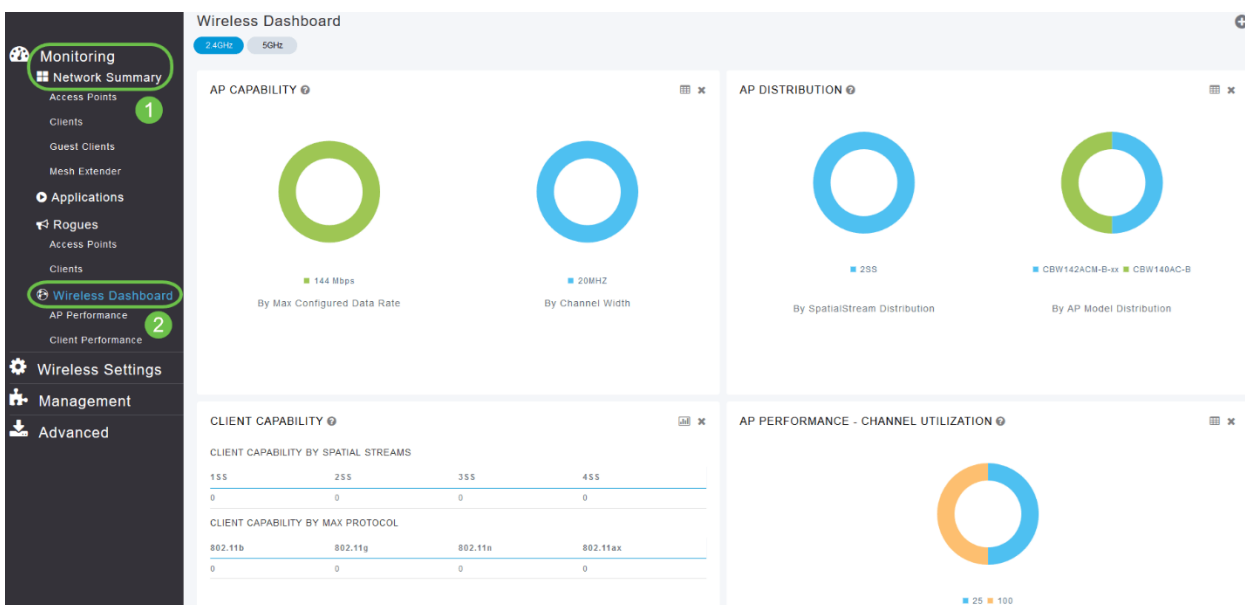 Wireless Dashboard
2.4GHz 5GHz
Monitoring
Network Summary
1
Access Points
Clients
Guest Clients
Mesh Extender
Applications
Rogues
Access Points
Clients
Wireless Dashboard
2
AP Performance
Client Performance
Wireless Settings
Management
Advanced
AP CAPABILITY
144 Mbps
By Max Configured Data Rate
20MHZ
By Channel Width
AP DISTRIBUTION
2SS
By SpatialStream Distribution
CBW142ACM-B-xx CBW140AC-B
By AP Model Distribution
CLIENT CAPABILITY
CLIENT CAPABILITY BY SPATIAL STREAMS
1SS 2SS 3SS 4SS
0 0 0 0
CLIENT CAPABILITY BY MAX PROTOCOL
802.11b 802.11g 802.11n 802.11ax
0 0 0 0
AP PERFORMANCE - CHANNEL UTILIZATION
25 100